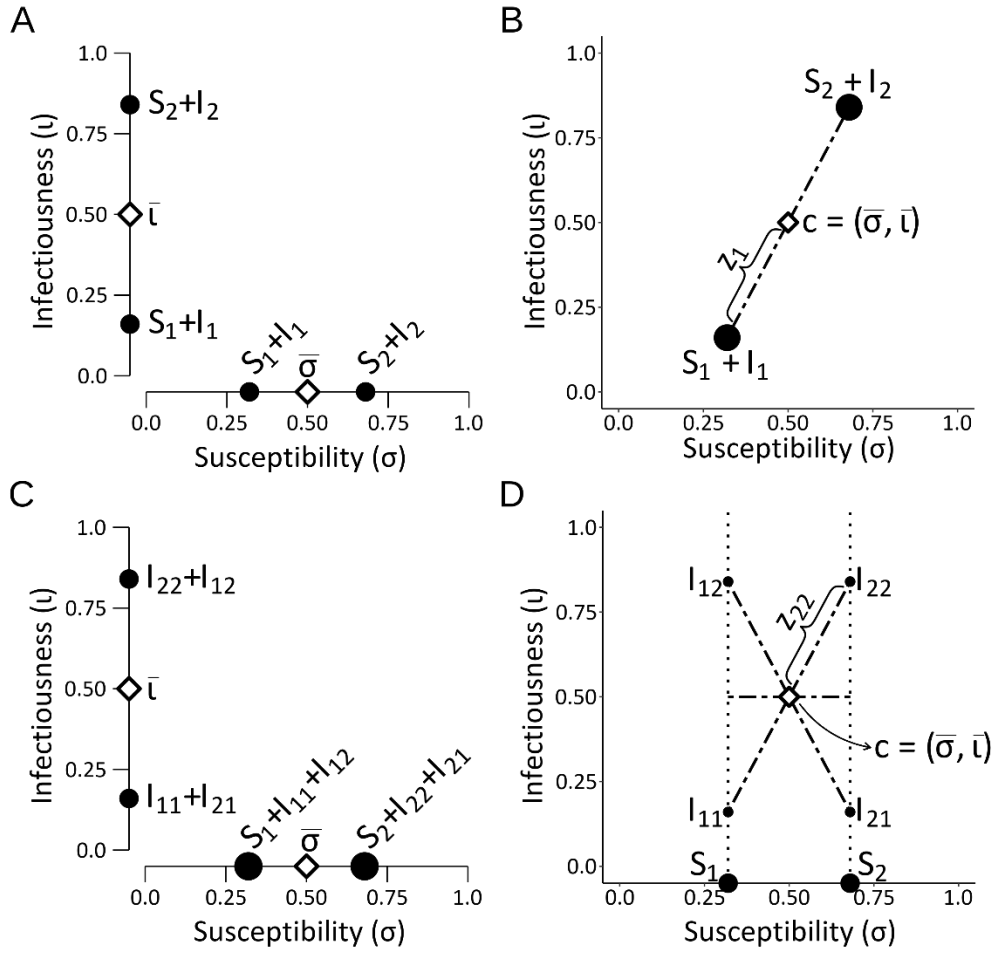 A
Infectiousness (ι)
1.0
0.75
0.50
0.25
0.0
S₂+I₂
ῑ
S₁+I₁
S₁+I₁
σ̅
S₂+I₂
0.0 0.25 0.50 0.75 1.0
Susceptibility (σ)
B
Infectiousness (ι)
1.0
0.75
0.50
0.25
0.0
S₂ + I₂
c = (σ̅, ῑ)
z₁
S₁ + I₁
0.0 0.25 0.50 0.75 1.0
Susceptibility (σ)
C
Infectiousness (ι)
1.0
0.75
0.50
0.25
0.0
I₂₂+I₁₂
ῑ
I₁₁+I₂₁
S₁+I₁₁+I₁₂
σ̅
S₂+I₂₂+I₂₁
0.0 0.25 0.50 0.75 1.0
Susceptibility (σ)
D
Infectiousness (ι)
1.0
0.75
0.50
0.25
0.0
I₁₂
I₂₂
z₂₂
c = (σ̅, ῑ)
I₁₁
I₂₁
S₁
S₂
0.0 0.25 0.50 0.75 1.0
Susceptibility (σ)